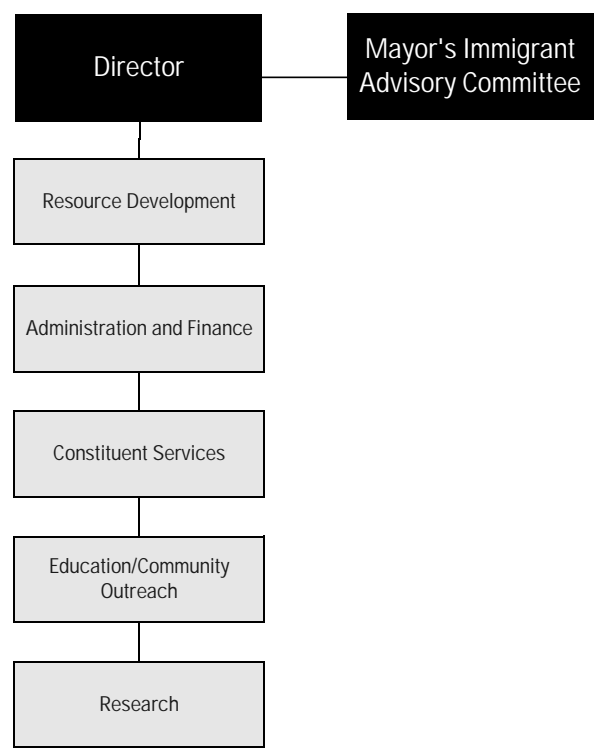 Director
Mayor's Immigrant
Advisory Committee
Resource Development
Administration and Finance
Constituent Services
Education/Community
Outreach
Research